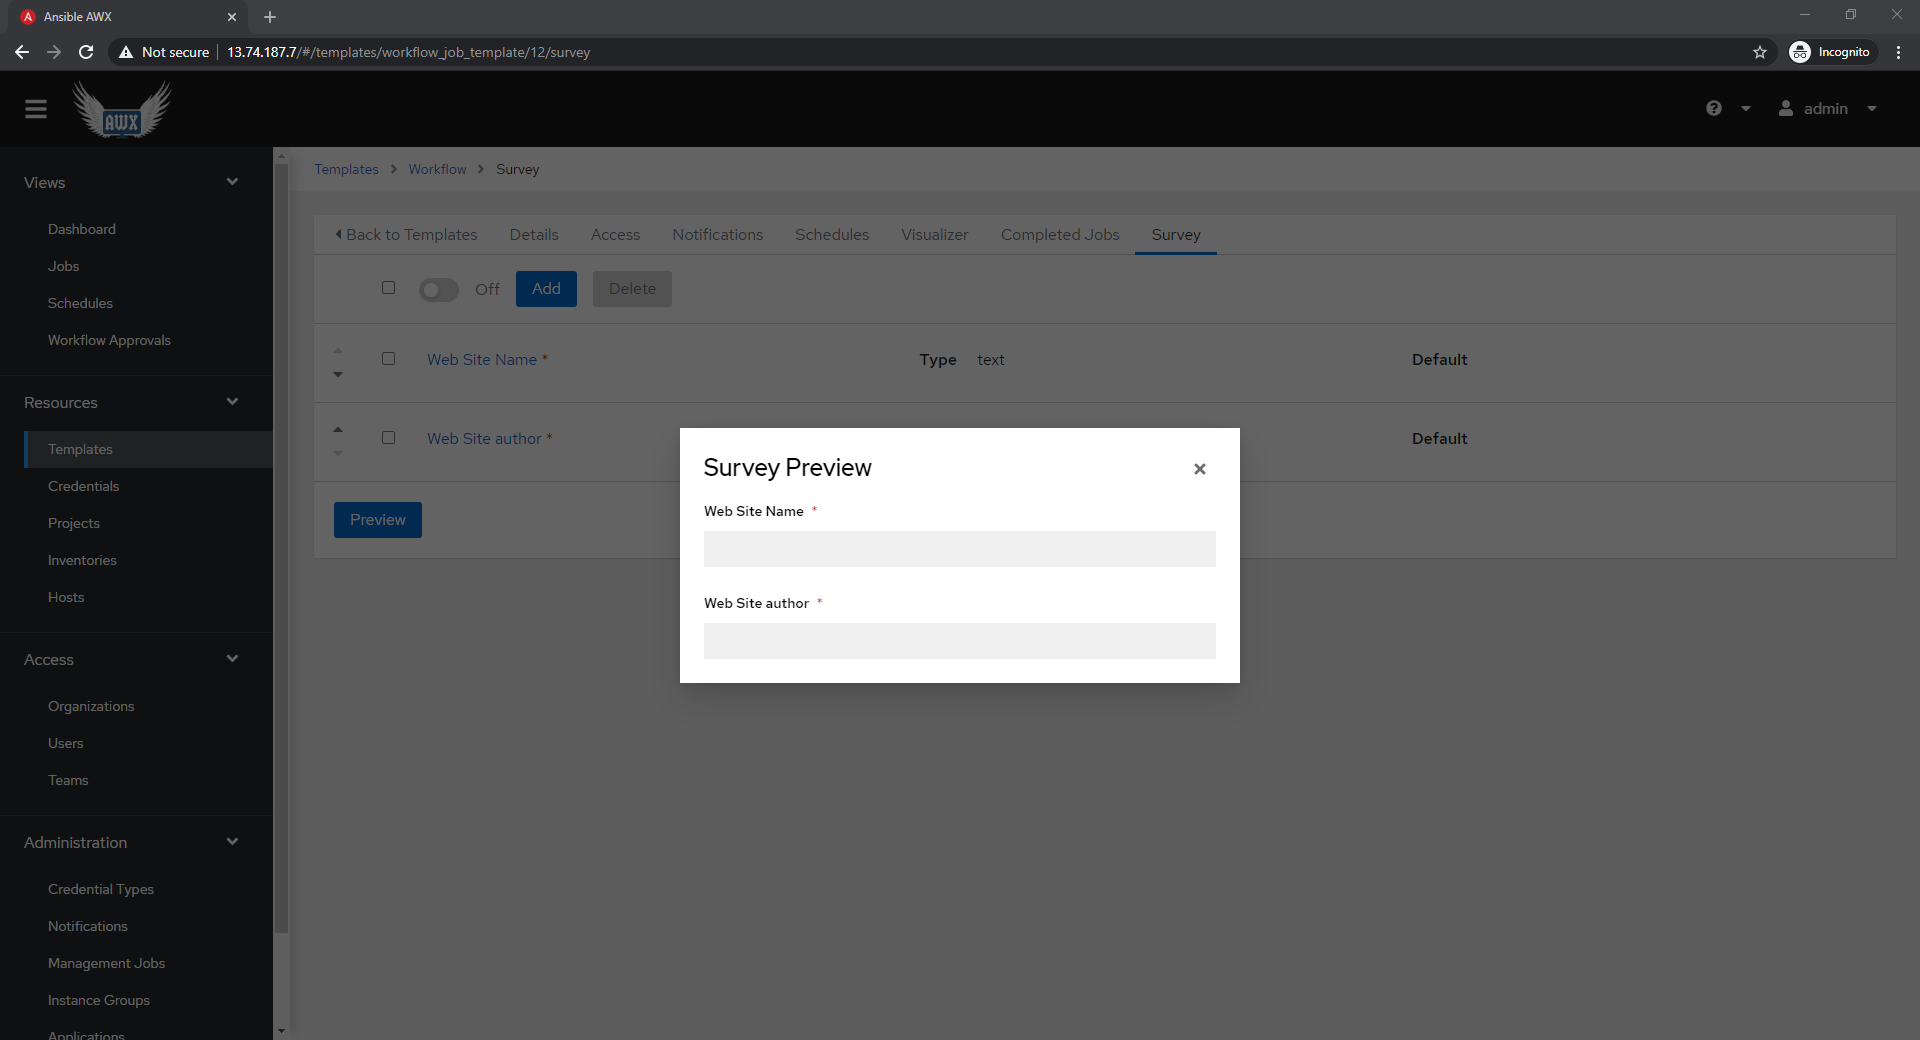 Ansible AWX
Not secure 13.74.187.7/#/templates/workflow_job_template/12/survey
Incognito
AWX
admin
Views
Dashboard
Jobs
Schedules
Workflow Approvals
Resources
Templates
Credentials
Projects
Inventories
Hosts
Access
Organizations
Users
Teams
Administration
Credential Types
Notifications
Management Jobs
Instance Groups
Applications
Templates > Workflow > Survey
Back to Templates Details Access Notifications Schedules Visualizer Completed Jobs Survey
Off Add Delete
Web Site Name * Type text Default
Web Site author * Default
Preview
Survey Preview
Web Site Name *
Web Site author *